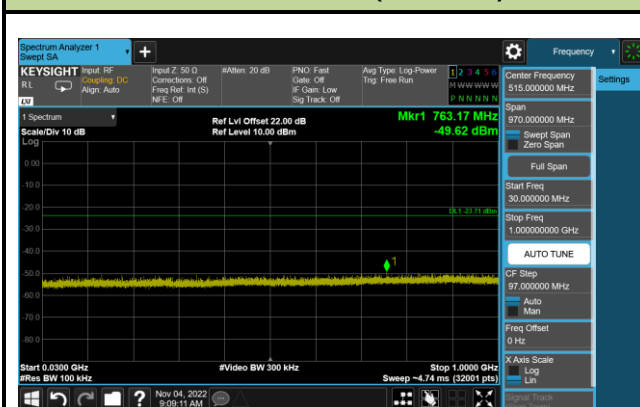 Spectrum Analyzer 1
Swept SA
Frequency
KEYSIGHT
Input: RF
Input Z: 50 Ω
#Atten: 20 dB
PNO: Fast
Avg Type: Log-Power
1 2 3 4 5 6
R L
Coupling: DC
Corrections: Off
Gate: Off
Trig: Free Run
M W W W W W
Align: Auto
Freq Ref: Int (S)
IF Gain: Low
NFE: Off
Sig Track: Off
P N N N N N
LXI
1 Spectrum
Ref Lvl Offset 22.00 dB
Mkr1 763.17 MHz
Scale/Div 10 dB
Ref Level 10.00 dBm
-49.62 dBm
Log
0.00
-10.0
-20.0
DL1 -23.71 dBm
-30.0
-40.0
1
-50.0
-60.0
-70.0
-80.0
Start 0.0300 GHz
#Video BW 300 kHz
Stop 1.0000 GHz
#Res BW 100 kHz
Sweep ~4.74 ms (32001 pts)
Center Frequency
515.000000 MHz
Settings
Span
970.000000 MHz
Swept Span
Zero Span
Full Span
Start Freq
30.000000 MHz
Stop Freq
1.000000000 GHz
AUTO TUNE
CF Step
97.000000 MHz
Auto
Man
Freq Offset
0 Hz
X Axis Scale
Log
Lin
Signal Track
?
Nov 04, 2022
9:09:11 AM